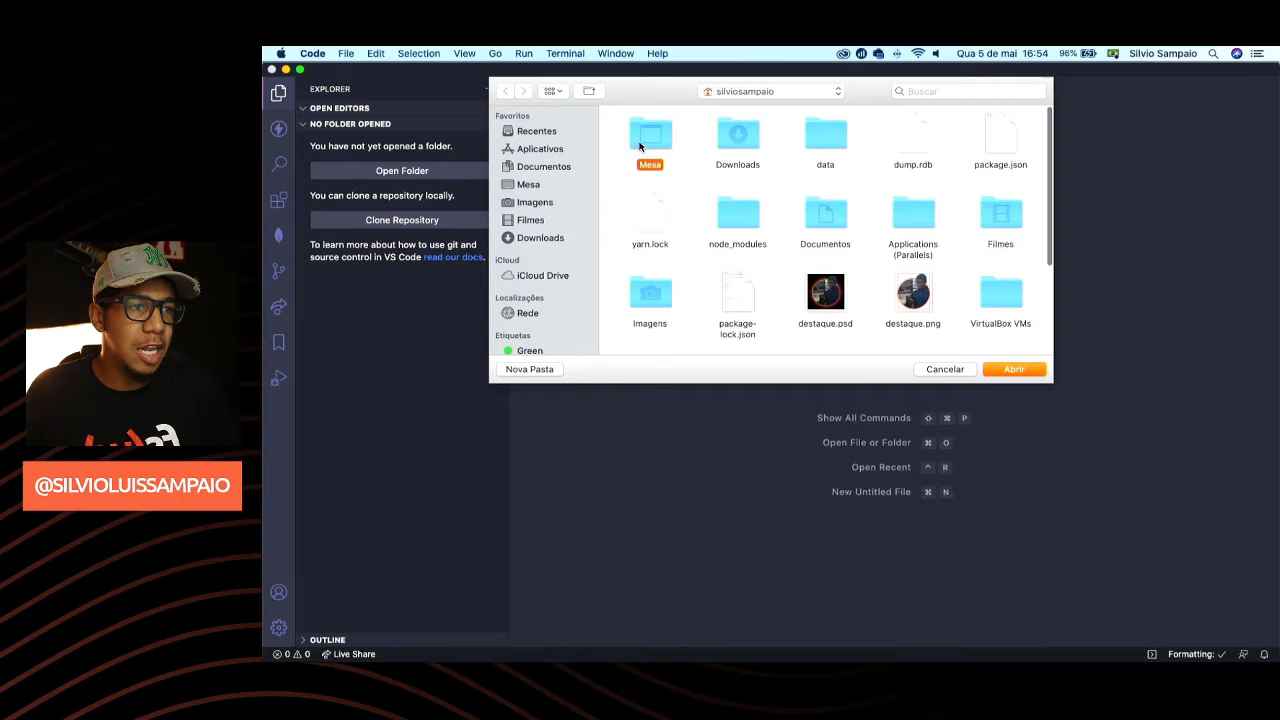 Code File Edit Selection View Go Run Terminal Window Help Qua 5 de mai 16:54 96% Silvio Sampaio
EXPLORER
OPEN EDITORS
NO FOLDER OPENED
You have not yet opened a folder.
Open Folder
You can clone a repository locally.
Clone Repository
To learn more about how to use git and
source control in VS Code read our docs.
OUTLINE
silviosampaio
Buscar
Favoritos
Recentes
Aplicativos
Documentos
Mesa
Imagens
Filmes
Downloads
iCloud
iCloud Drive
Localizações
Rede
Etiquetas
Green
Mesa
Downloads
data
dump.rdb
package.json
yarn.lock
node_modules
Documentos
Applications
(Parallels)
Filmes
Imagens
package-
lock.json
destaque.psd
destaque.png
VirtualBox VMs
Nova Pasta
Cancelar
Abrir
Show All Commands ⇧ ⌘ P
Open File or Folder ⌘ O
Open Recent ⌃ R
New Untitled File ⌘ N
@SILVIOLUISSAMPAIO
0 0 Live Share
Formatting: ✓